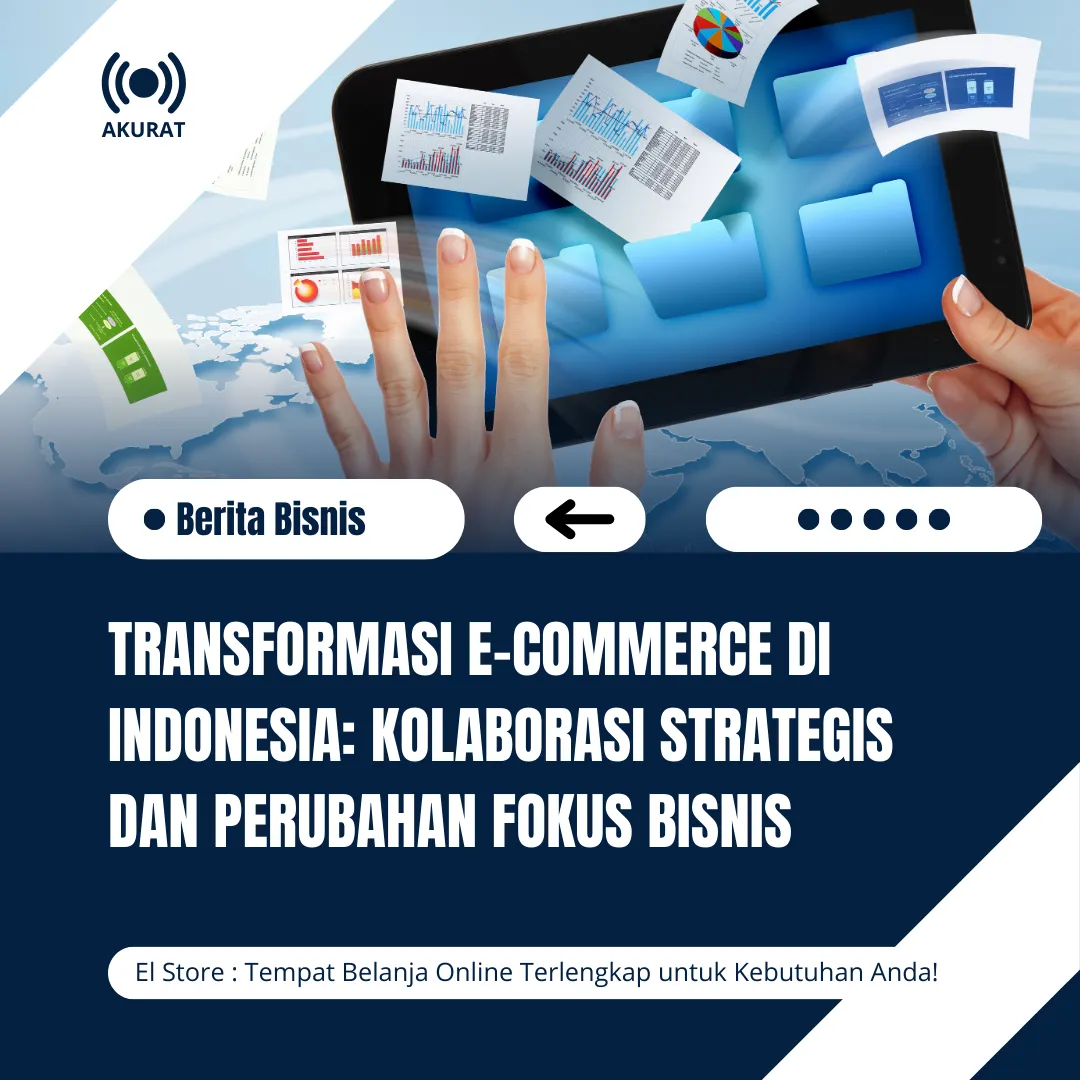 AKURAT
Berita Bisnis
TRANSFORMASI E-COMMERCE DI
INDONESIA: KOLABORASI STRATEGIS
DAN PERUBAHAN FOKUS BISNIS
El Store : Tempat Belanja Online Terlengkap untuk Kebutuhan Anda!